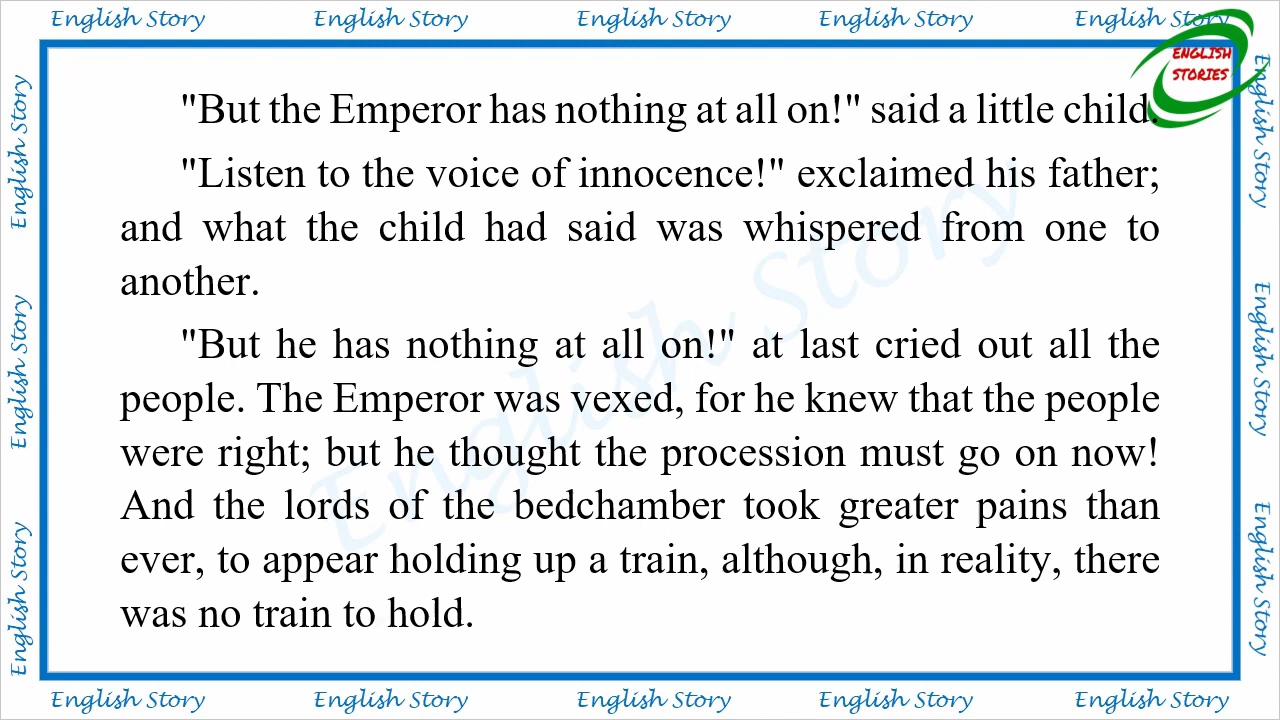 English Story English Story English Story English Story English Story
ENGLISH
STORIES
"But the Emperor has nothing at all on!" said a little child.
"Listen to the voice of innocence!" exclaimed his father;
and what the child had said was whispered from one to
another.
"But he has nothing at all on!" at last cried out all the
people. The Emperor was vexed, for he knew that the people
were right; but he thought the procession must go on now!
And the lords of the bedchamber took greater pains than
ever, to appear holding up a train, although, in reality, there
was no train to hold.
English Story
English Story
English Story
English Story
English Story
English Story
English Story
English Story
English Story English Story English Story English Story English Story